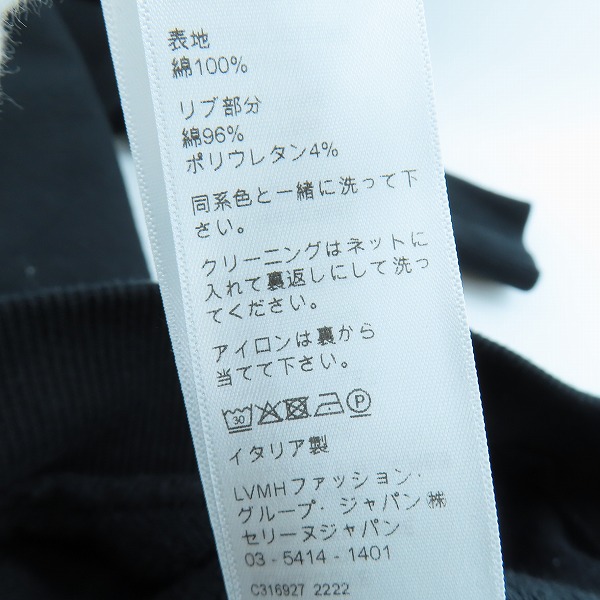 表地
綿100%
リブ部分
綿96%
ポリウレタン4%
同系色と一緒に洗って下
さい。
クリーニングはネットに
入れて裏返しにして洗っ
てください。
アイロンは裏から
当てて下さい。
30 P
イタリア製
LVMHファッション・
グループ・ジャパン㈱
セリーヌジャパン
03 - 5414 - 1401
C316927 2222